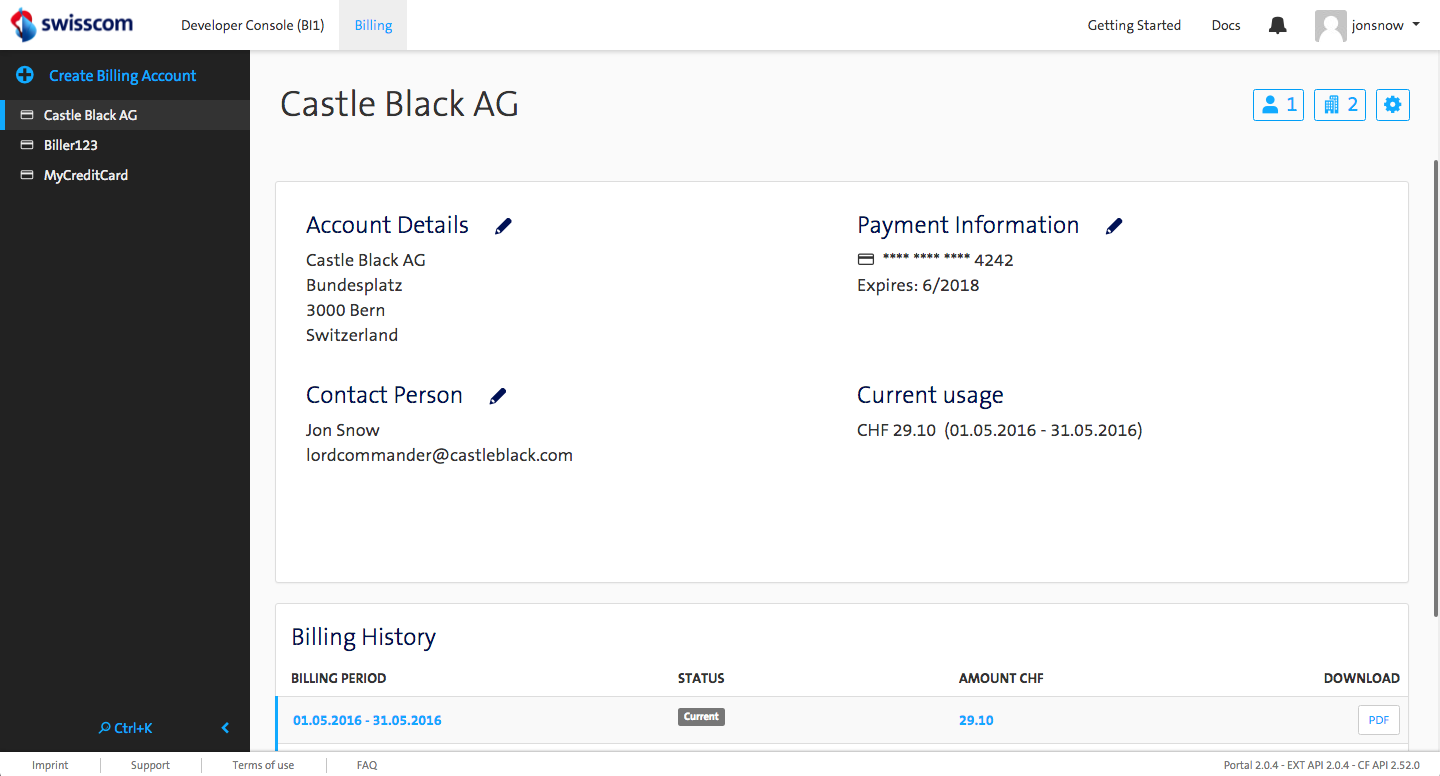 swisscom
Developer Console (BI1)
Billing
Getting Started
Docs
jonsnow
Create Billing Account
Castle Black AG
Biller123
MyCreditCard
Ctrl+K
Castle Black AG
1
2
Account Details
Castle Black AG
Bundesplatz
3000 Bern
Switzerland
Payment Information
**** **** **** 4242
Expires: 6/2018
Contact Person
Jon Snow
lordcommander@castleblack.com
Current usage
CHF 29.10 (01.05.2016 - 31.05.2016)
Billing History
BILLING PERIOD STATUS AMOUNT CHF DOWNLOAD
01.05.2016 - 31.05.2016 Current 29.10 PDF
Imprint Support Terms of use FAQ
Portal 2.0.4 - EXT API 2.0.4 - CF API 2.52.0